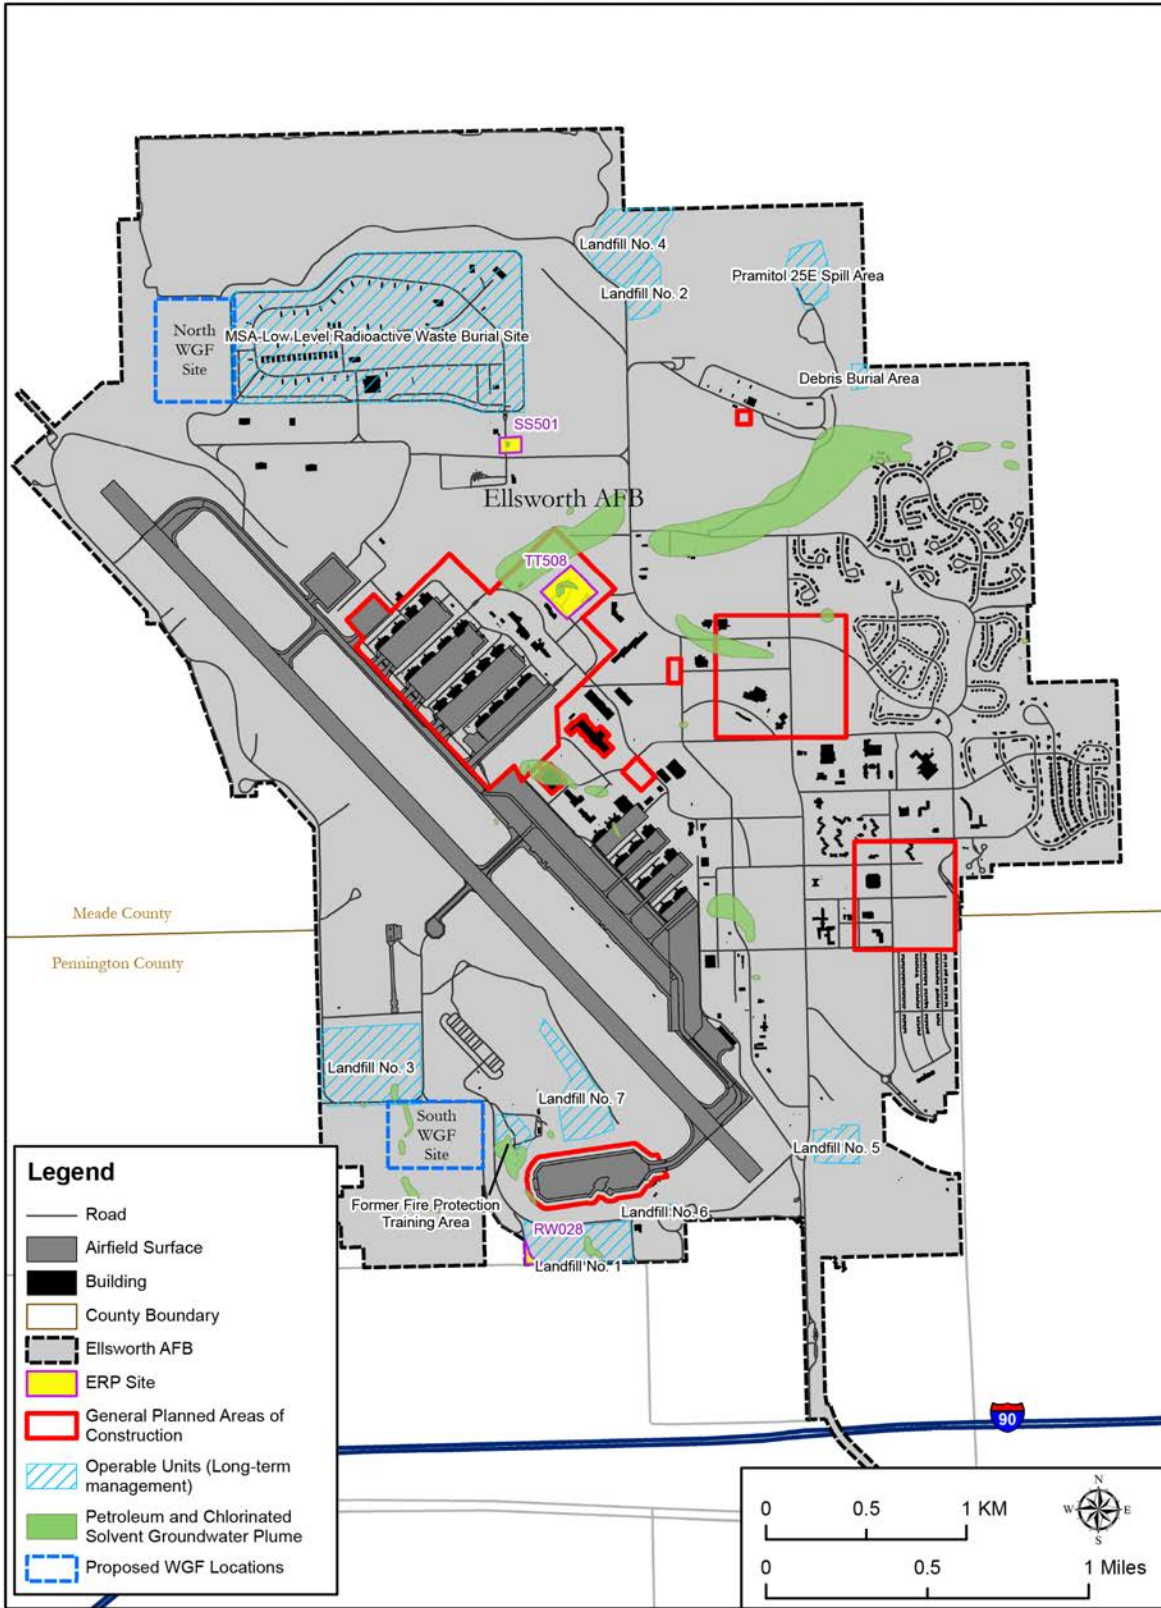 Landfill No. 4
Pramitol 25E Spill Area
Landfill No. 2
North
WGF
Site
MSA-Low Level Radioactive Waste Burial Site
Debris Burial Area
SS501
Ellsworth AFB
TT508
Meade County
Pennington County
Landfill No. 3
Landfill No. 7
South
WGF
Site
Landfill No. 5
Former Fire Protection
Training Area
Landfill No. 6
RW028
Landfill No. 1
Legend
Road
Airfield Surface
Building
County Boundary
Ellsworth AFB
ERP Site
General Planned Areas of
Construction
Operable Units (Long-term
management)
Petroleum and Chlorinated
Solvent Groundwater Plume
Proposed WGF Locations
90
N
W E
S
0 0.5 1 KM
0 0.5 1 Miles